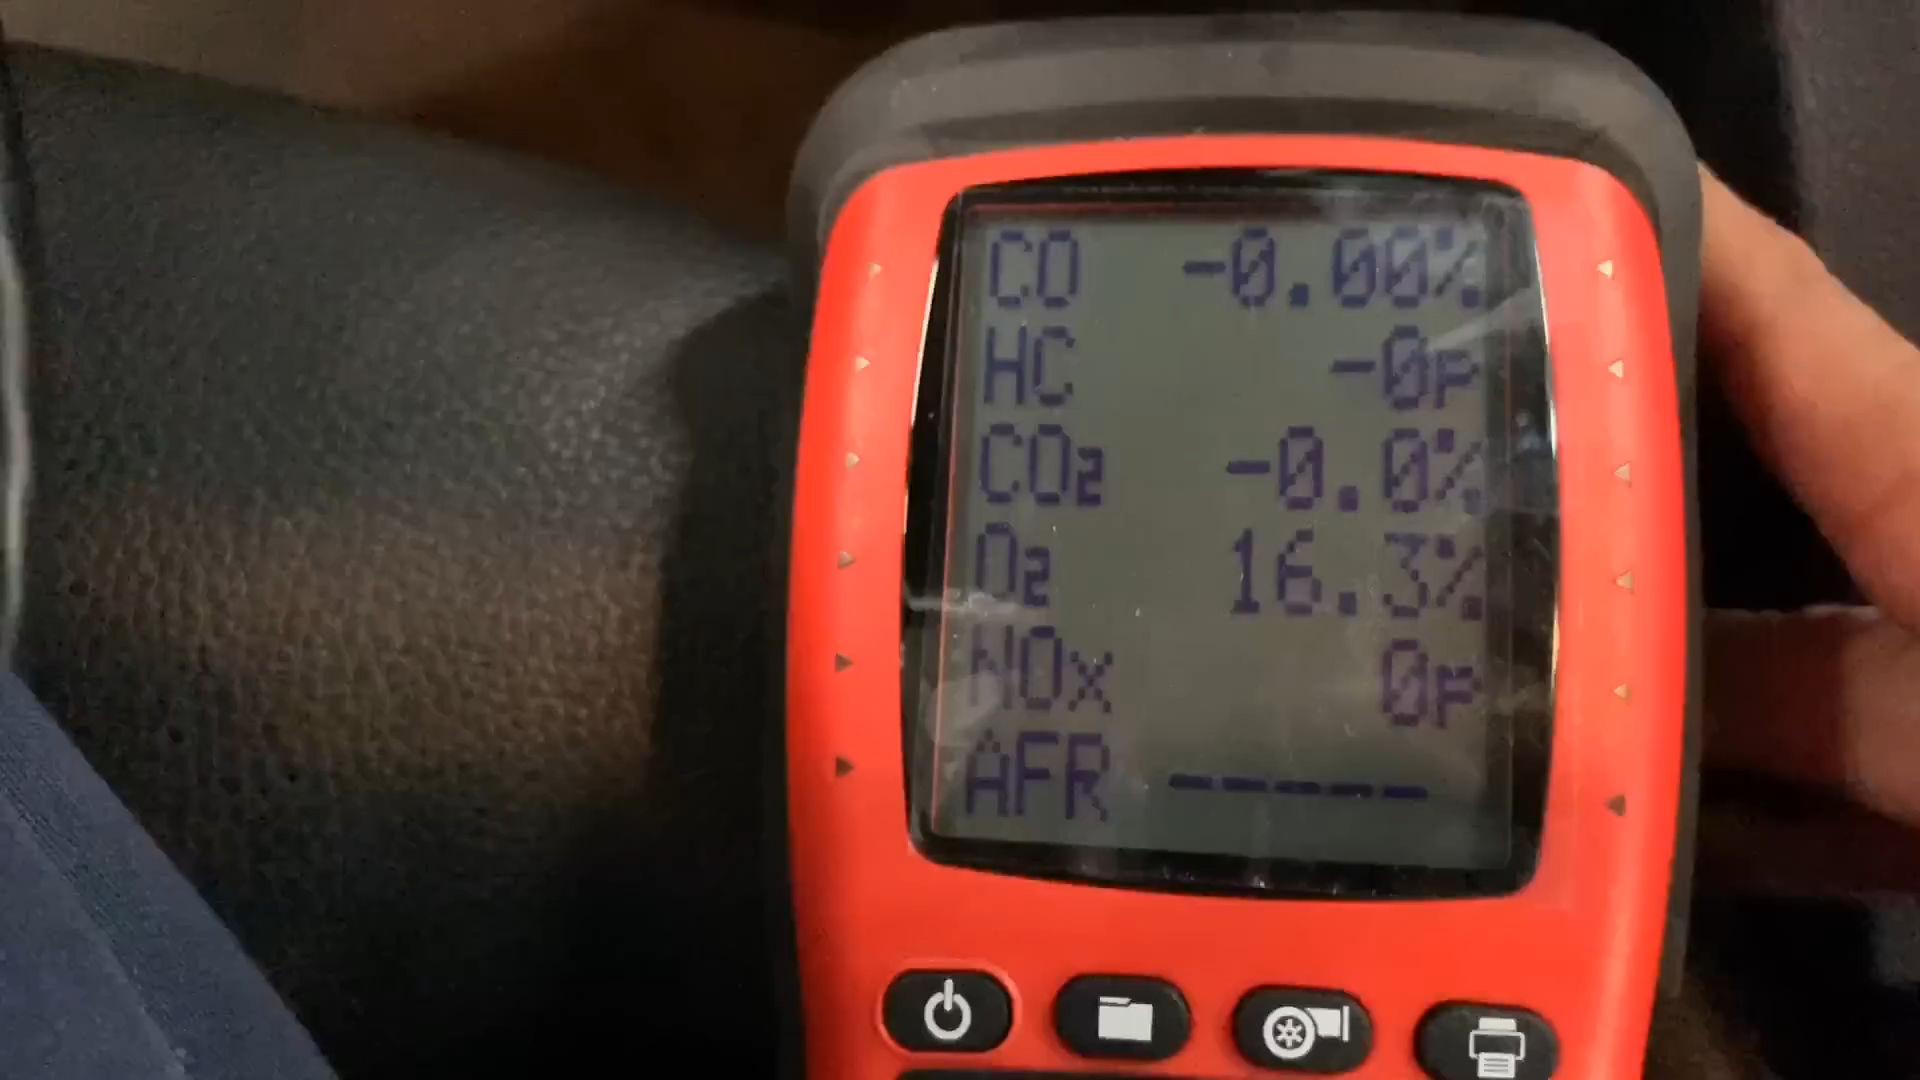 CO -0.00%
HC -0P
CO₂ -0.0%
O₂ 16.3%
NOx 0P
AFR -----